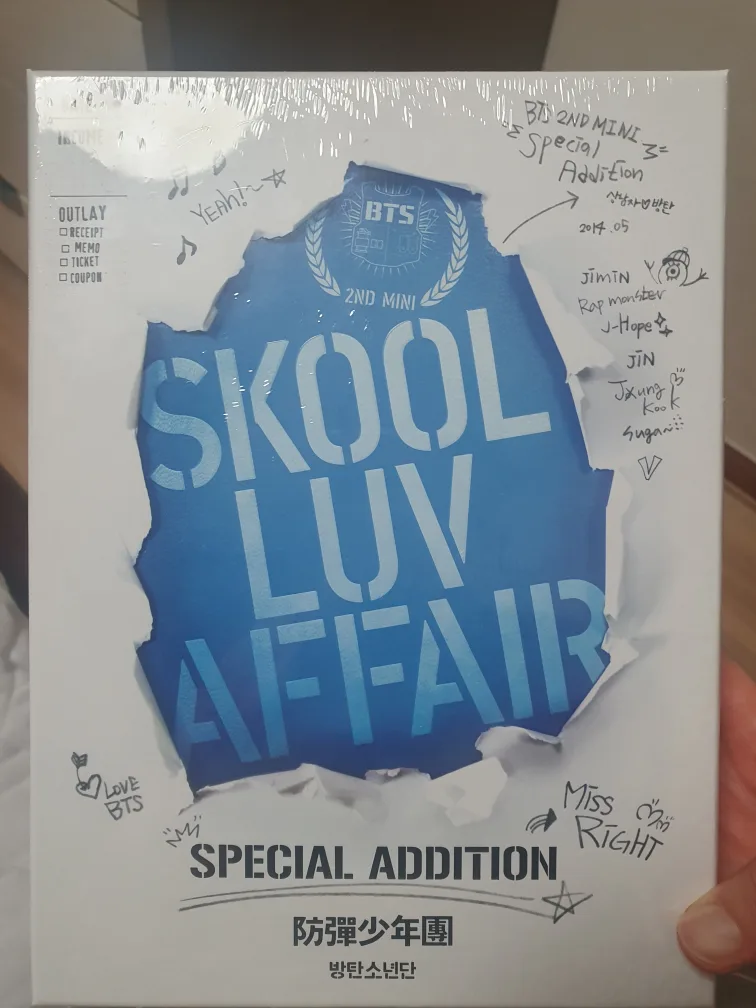 INCOME
OUTLAY
RECEIPT
MEMO
TICKET
COUPON
YEAH!~
BTS 2ND MINI
Special
Addition
상남자♡방탄
2014.05
BTS
2ND MINI
SKOOL
LUV
AFFAIR
JiMiN
Rap monster
J-Hope
JiN
Jxung
Kook
Suga
V
LOVE
BTS
Miss
RiGHT
SPECIAL ADDITION
防彈少年團
방탄소년단